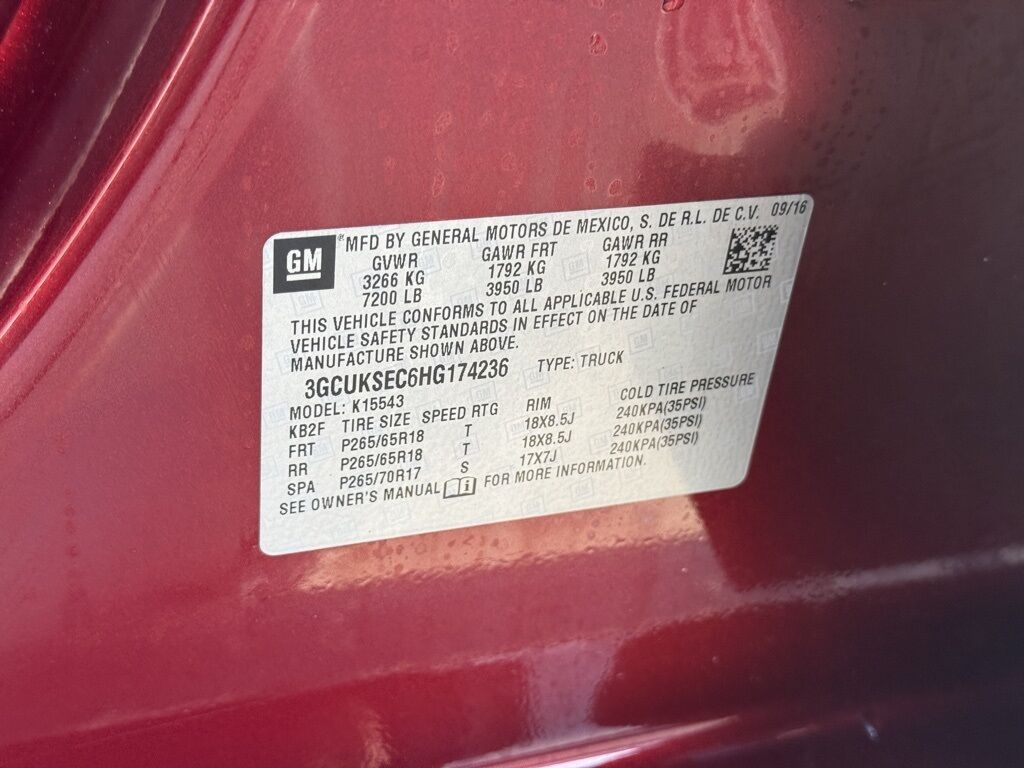 GM ®MFD BY GENERAL MOTORS DE MEXICO, S. DE R.L. DE C.V. 09/16
GVWR GAWR FRT GAWR RR
3266 KG 1792 KG 1792 KG
7200 LB 3950 LB 3950 LB
THIS VEHICLE CONFORMS TO ALL APPLICABLE U.S. FEDERAL MOTOR
VEHICLE SAFETY STANDARDS IN EFFECT ON THE DATE OF
MANUFACTURE SHOWN ABOVE.
3GCUKSEC6HG174236 TYPE: TRUCK
MODEL: K15543
KB2F TIRE SIZE SPEED RTG RIM COLD TIRE PRESSURE
FRT P265/65R18 T 18X8.5J 240KPA(35PSI)
RR P265/65R18 T 18X8.5J 240KPA(35PSI)
SPA P265/70R17 S 17X7J 240KPA(35PSI)
SEE OWNER'S MANUAL i FOR MORE INFORMATION.